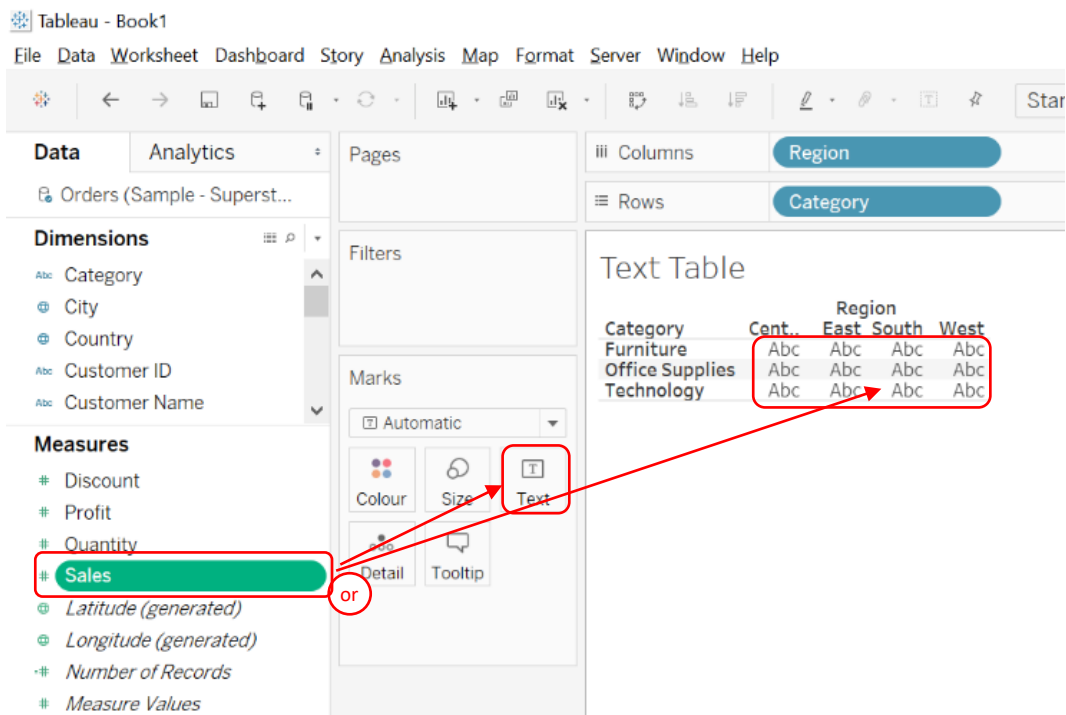 Tableau - Book1
File Data Worksheet Dashboard Story Analysis Map Format Server Window Help
Star
Data Analytics
Orders (Sample - Superst...
Dimensions
Abc Category
City
Country
Abc Customer ID
Abc Customer Name
Measures
# Discount
# Profit
# Quantity
# Sales
Latitude (generated)
Longitude (generated)
# Number of Records
# Measure Values
Pages
Filters
Marks
T Automatic
Colour Size T Text
Detail Tooltip
or
Columns Region
Rows Category
Text Table
Region
Category Cent.. East South West
Furniture Abc Abc Abc Abc
Office Supplies Abc Abc Abc Abc
Technology Abc Abc Abc Abc